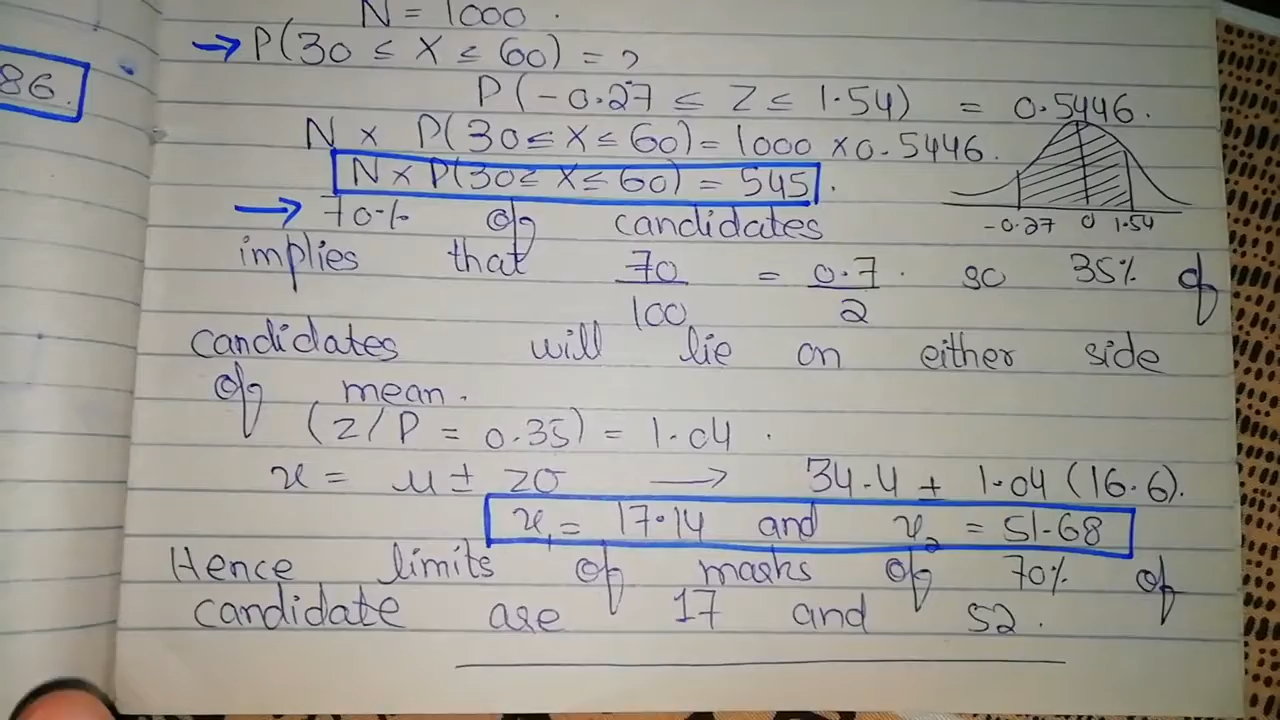 N = 1000.
→ P(30 ≤ X ≤ 60) = ?
86.
P(-0.27 ≤ Z ≤ 1.54) = 0.5446.
N × P(30 ≤ X ≤ 60) = 1000 × 0.5446.
N × P(30 ≤ X ≤ 60) = 545.
-0.27 0 1.54
→ 70% of candidates
implies that 70/100 = 0.7/2. so 35% of
candidates will lie on either side
of mean.
(Z/P = 0.35) = 1.04.
x = μ ± zσ → 34.4 ± 1.04 (16.6).
x₁ = 17.14 and x₂ = 51.68
Hence limits of marks of 70% of
candidate are 17 and 52.